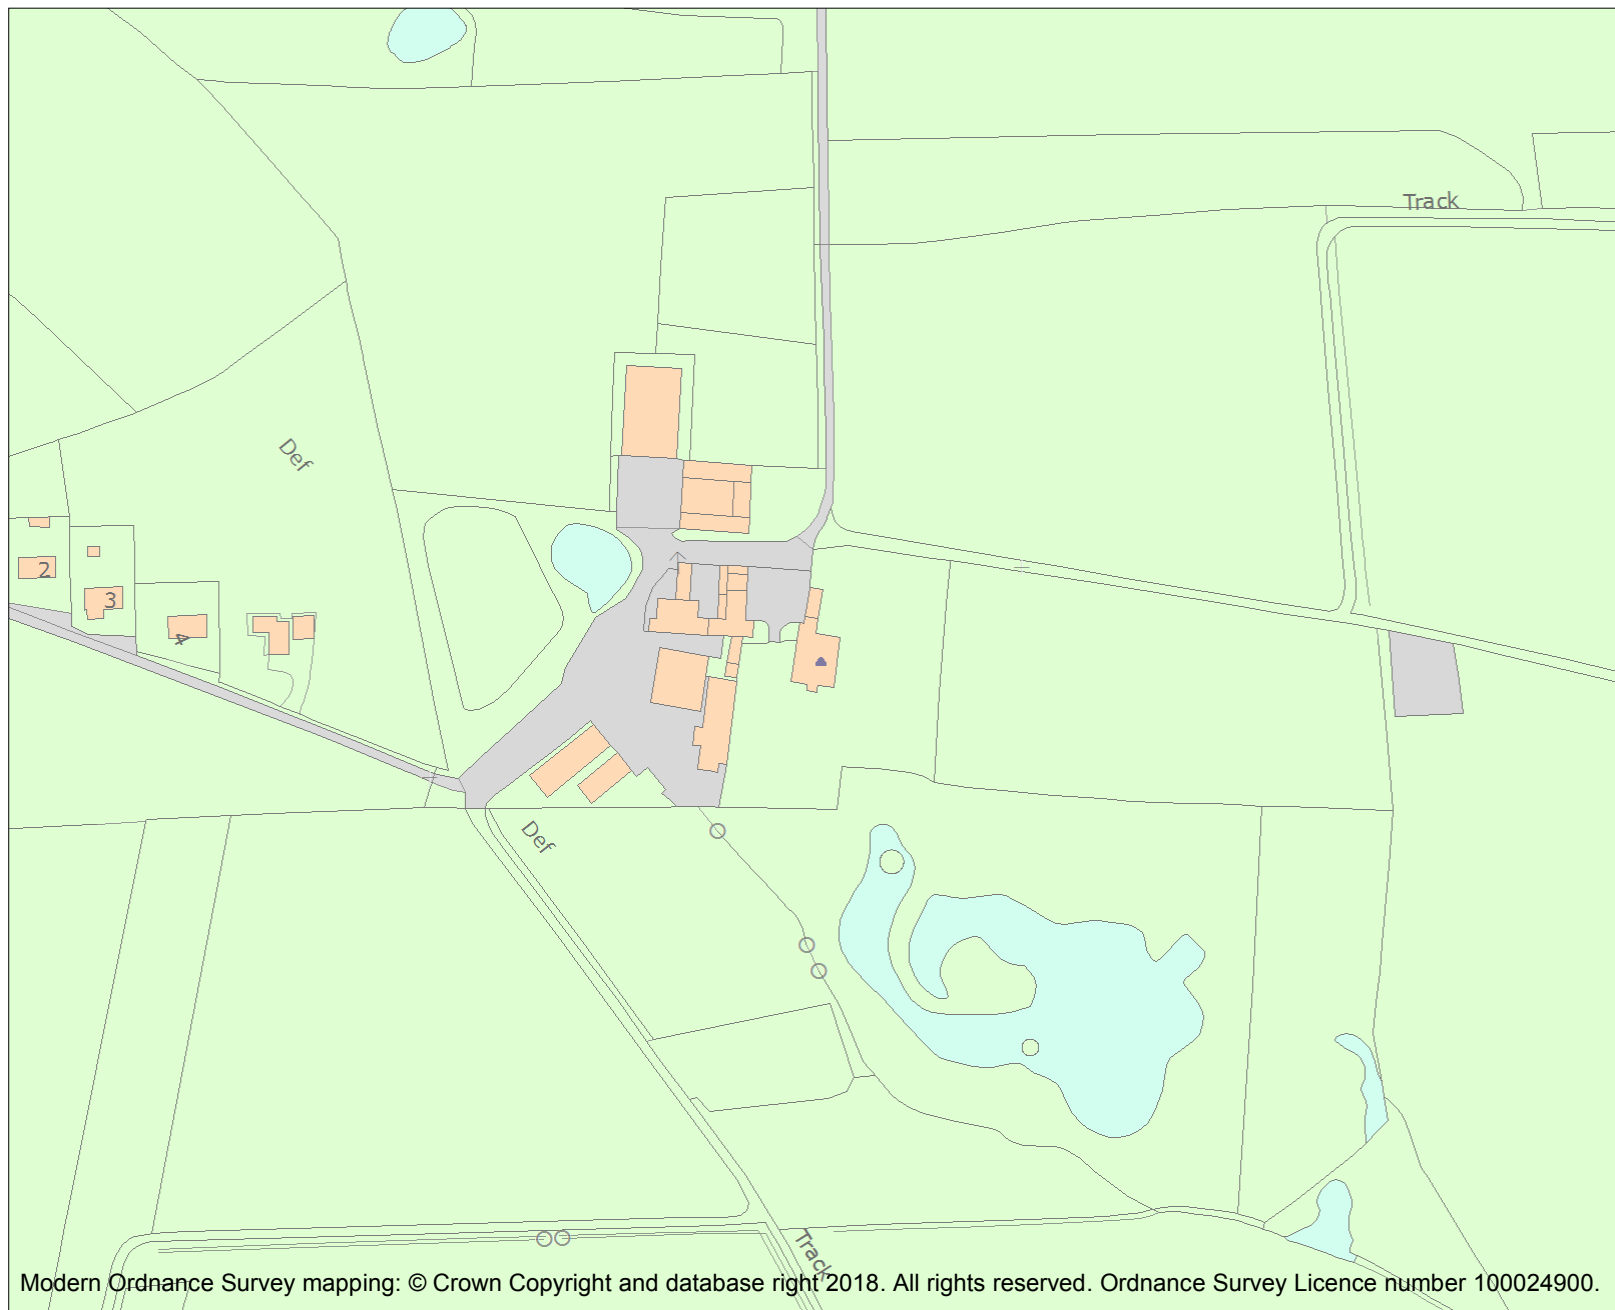 Track
Def
2
3
4
Def
Track
Modern Ordnance Survey mapping: © Crown Copyright and database right 2018. All rights reserved. Ordnance Survey Licence number 100024900.